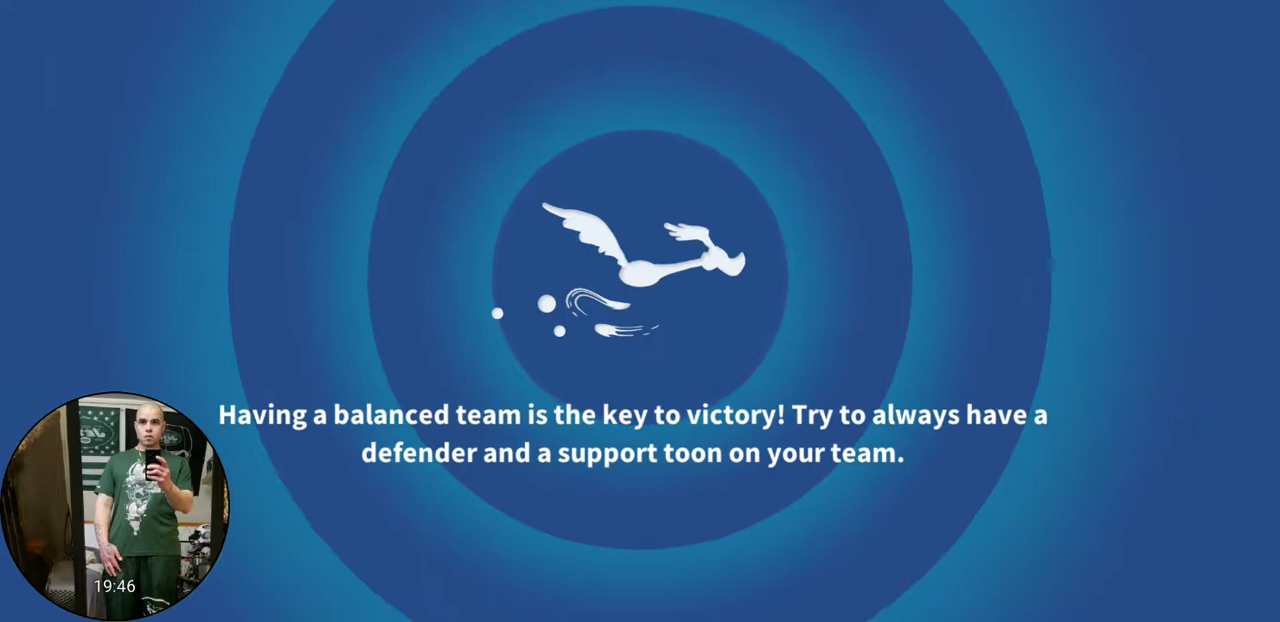 Having a balanced team is the key to victory! Try to always have a
defender and a support toon on your team.
19:46